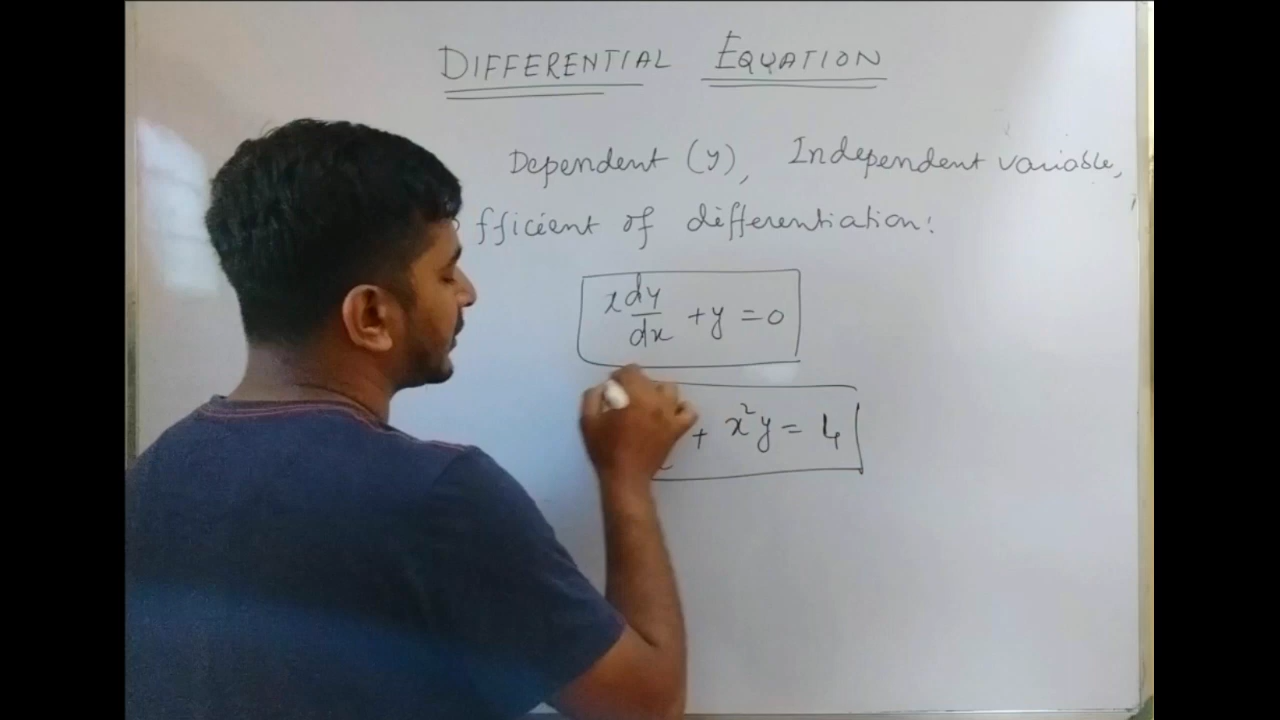 DIFFERENTIAL EQUATION
Dependent (y), Independent variable,
fficient of differentiation:
x dy/dx + y = 0
+ x²y = 4